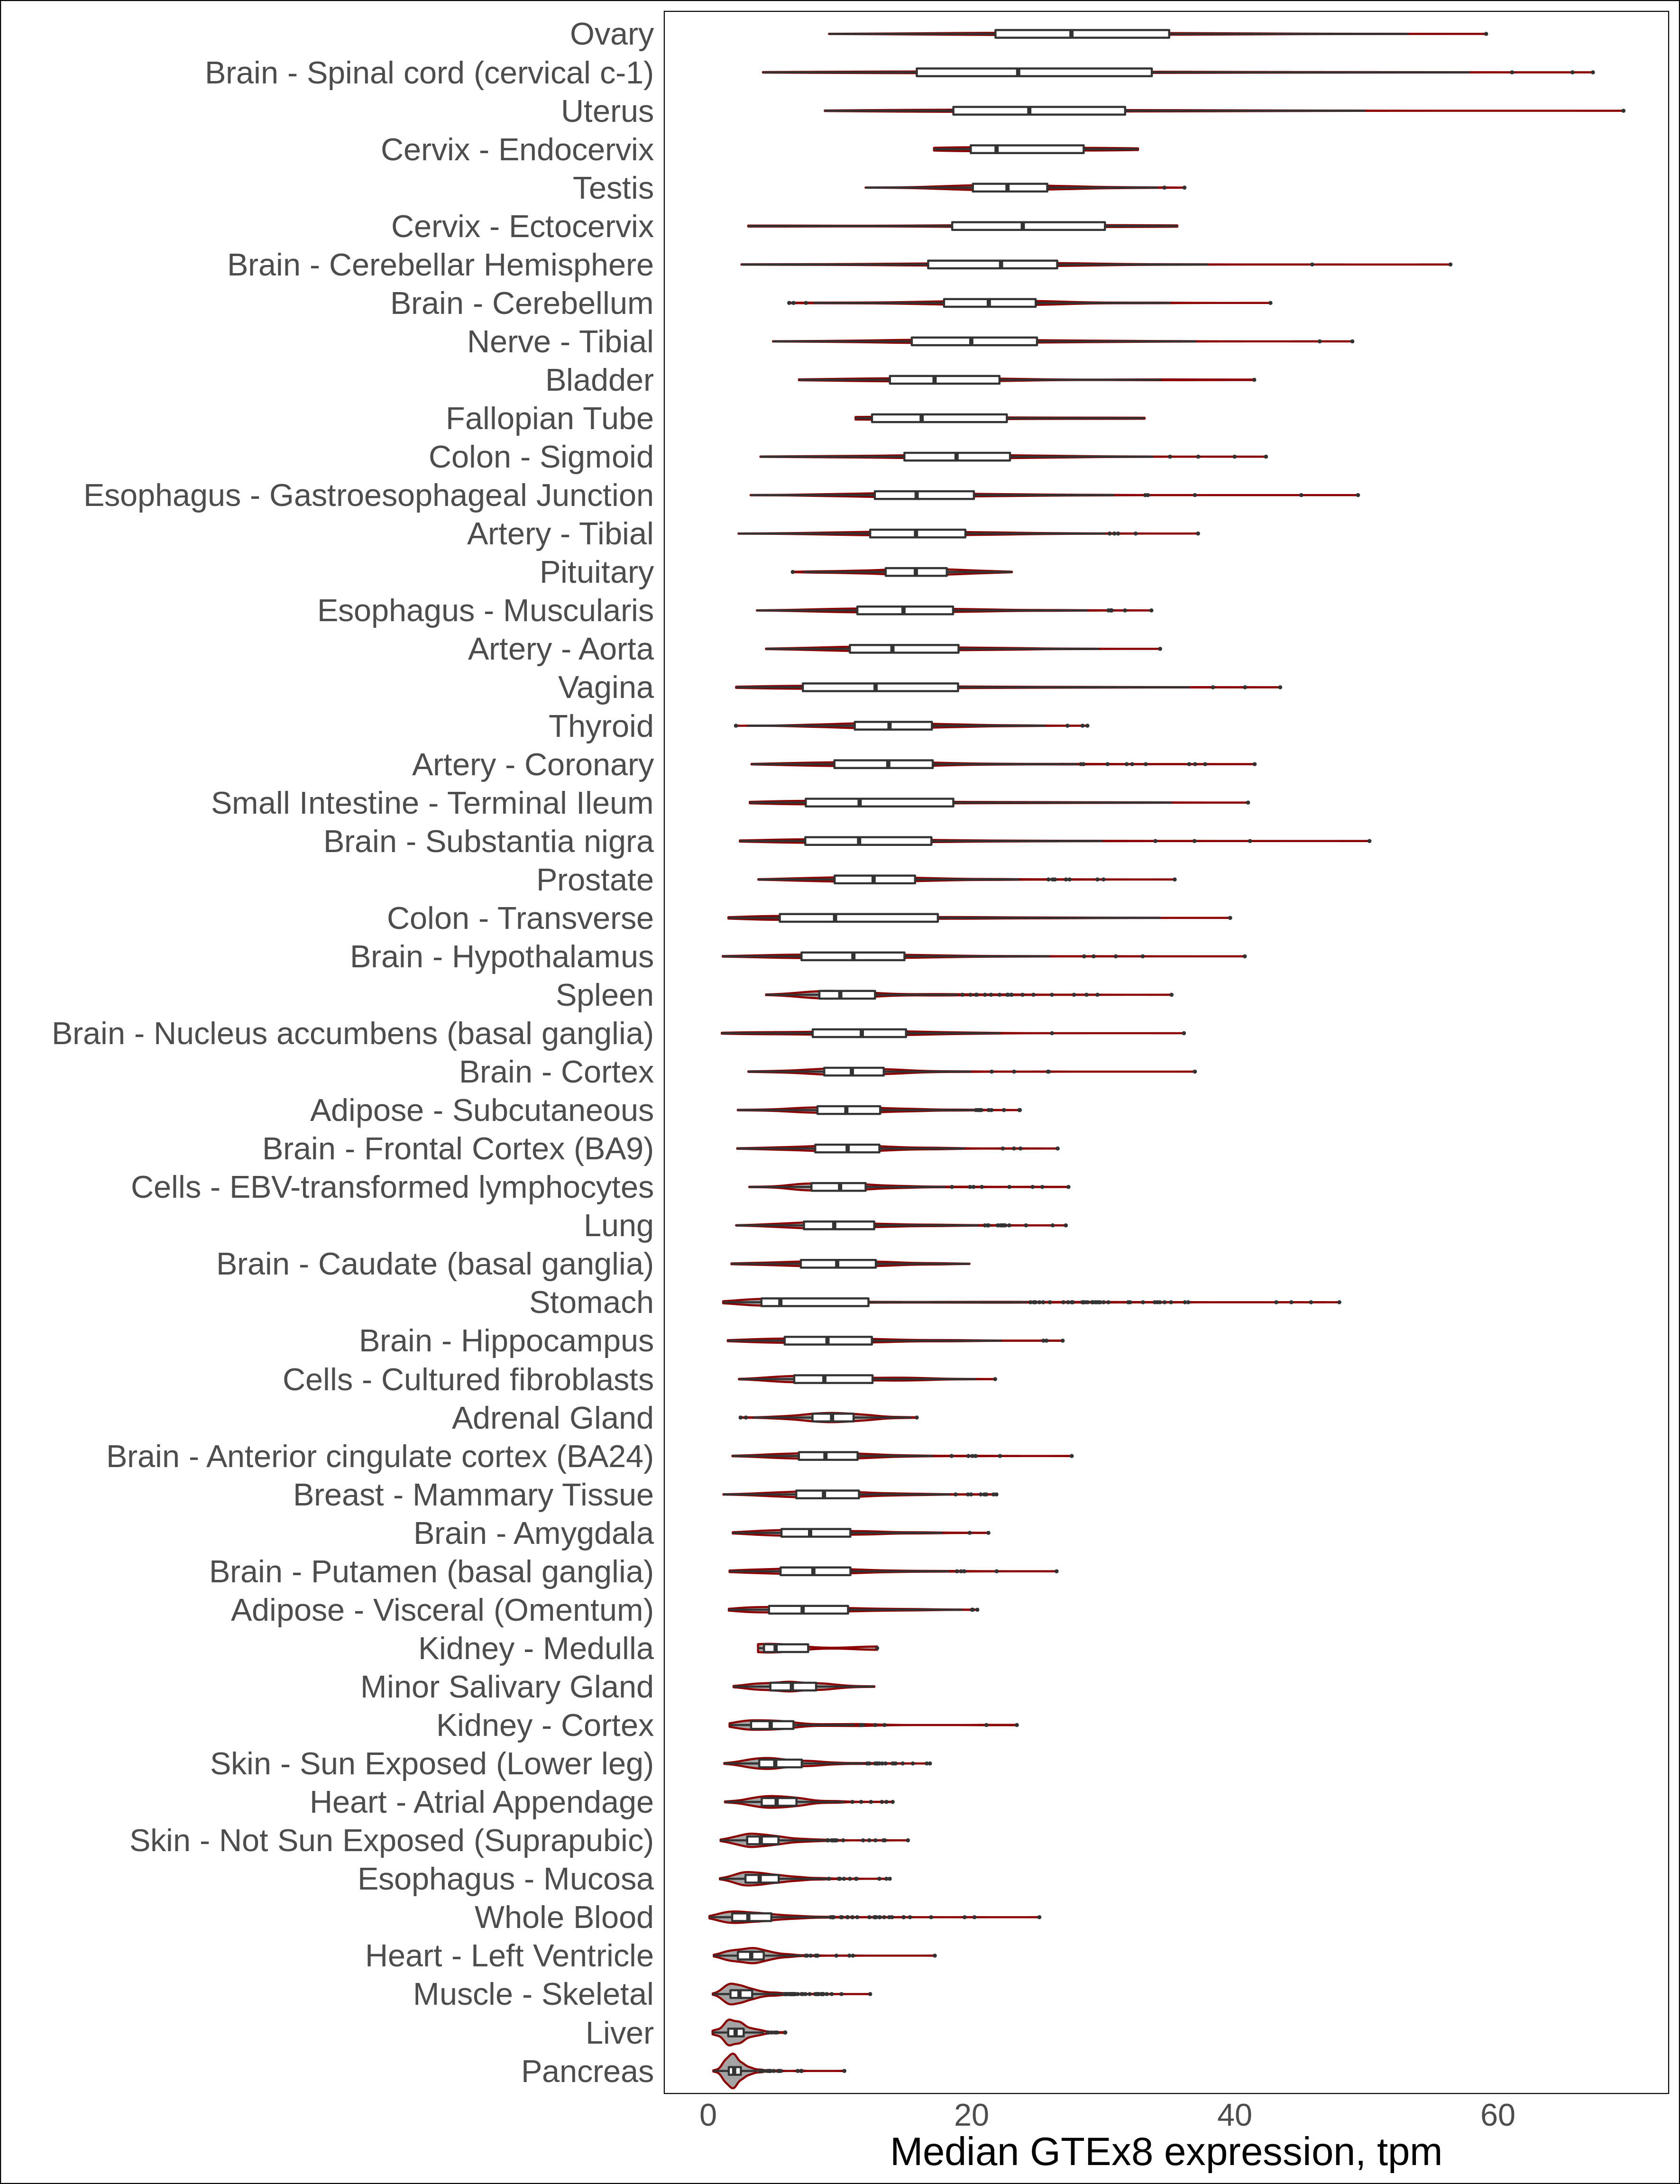 Ovary
Brain - Spinal cord (cervical c-1)
Uterus
Cervix - Endocervix
Testis
Cervix - Ectocervix
Brain - Cerebellar Hemisphere
Brain - Cerebellum
Nerve - Tibial
Bladder
Fallopian Tube
Colon - Sigmoid
Esophagus - Gastroesophageal Junction
Artery - Tibial
Pituitary
Esophagus - Muscularis
Artery - Aorta
Vagina
Thyroid
Artery - Coronary
Small Intestine - Terminal Ileum
Brain - Substantia nigra
Prostate
Colon - Transverse
Brain - Hypothalamus
Spleen
Brain - Nucleus accumbens (basal ganglia)
Brain - Cortex
Adipose - Subcutaneous
Brain - Frontal Cortex (BA9)
Cells - EBV-transformed lymphocytes
Lung
Brain - Caudate (basal ganglia)
Stomach
Brain - Hippocampus
Cells - Cultured fibroblasts
Adrenal Gland
Brain - Anterior cingulate cortex (BA24)
Breast - Mammary Tissue
Brain - Amygdala
Brain - Putamen (basal ganglia)
Adipose - Visceral (Omentum)
Kidney - Medulla
Minor Salivary Gland
Kidney - Cortex
Skin - Sun Exposed (Lower leg)
Heart - Atrial Appendage
Skin - Not Sun Exposed (Suprapubic)
Esophagus - Mucosa
Whole Blood
Heart - Left Ventricle
Muscle - Skeletal
Liver
Pancreas
0 20 40 60
Median GTEx8 expression, tpm